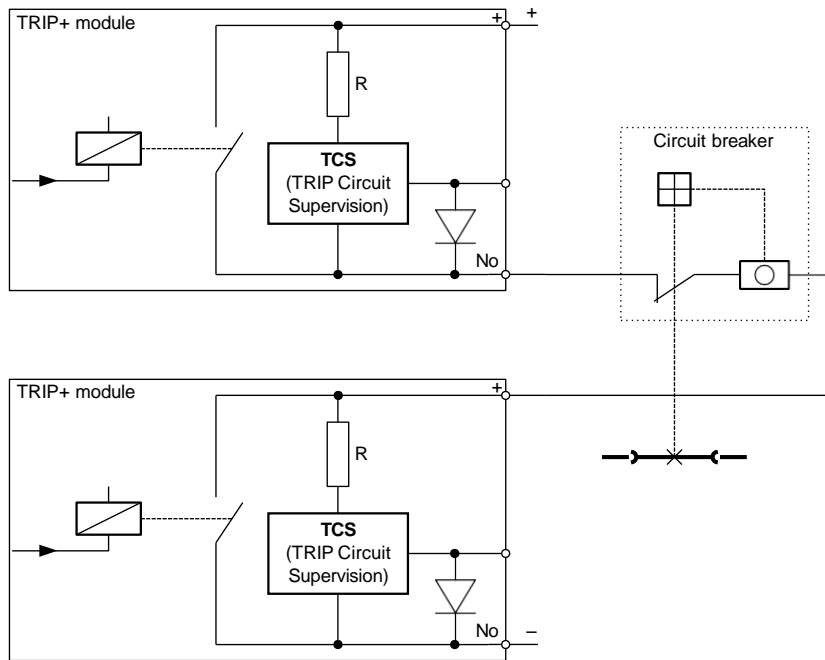 TRIP+ module
+
+
R
TCS
(TRIP Circuit
Supervision)
No
Circuit breaker
TRIP+ module
+
R
TCS
(TRIP Circuit
Supervision)
No
–